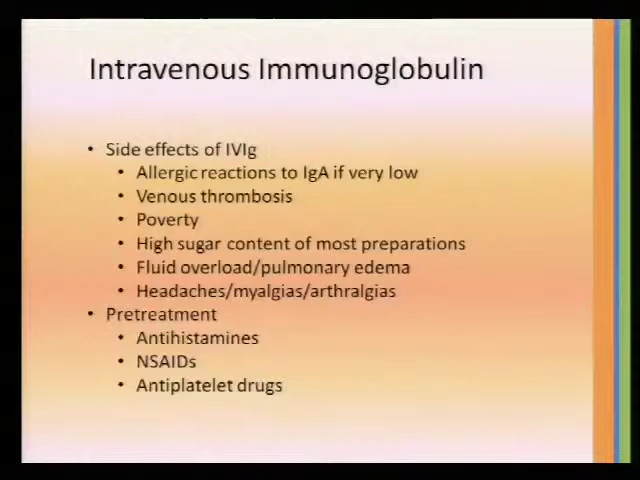 Intravenous Immunoglobulin
• Side effects of IVIg
• Allergic reactions to IgA if very low
• Venous thrombosis
• Poverty
• High sugar content of most preparations
• Fluid overload/pulmonary edema
• Headaches/myalgias/arthralgias
• Pretreatment
• Antihistamines
• NSAIDs
• Antiplatelet drugs